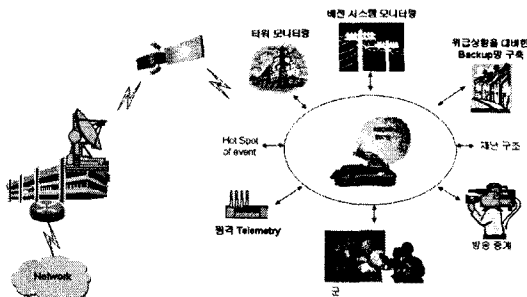 배전 시스템 모니터링
타워 모니터링
위급상황을 대비한
Backup망 구축
Hot Spot
of event
재난 구조
원격 Telemetry
방송 중계
군
Network